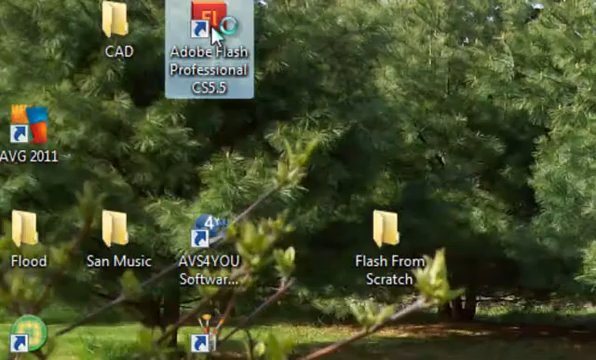 CAD
Adobe Flash
Professional
CS5.5
AVG 2011
Flood
San Music
AVS4YOU
Softwar...
Flash From
Scratch